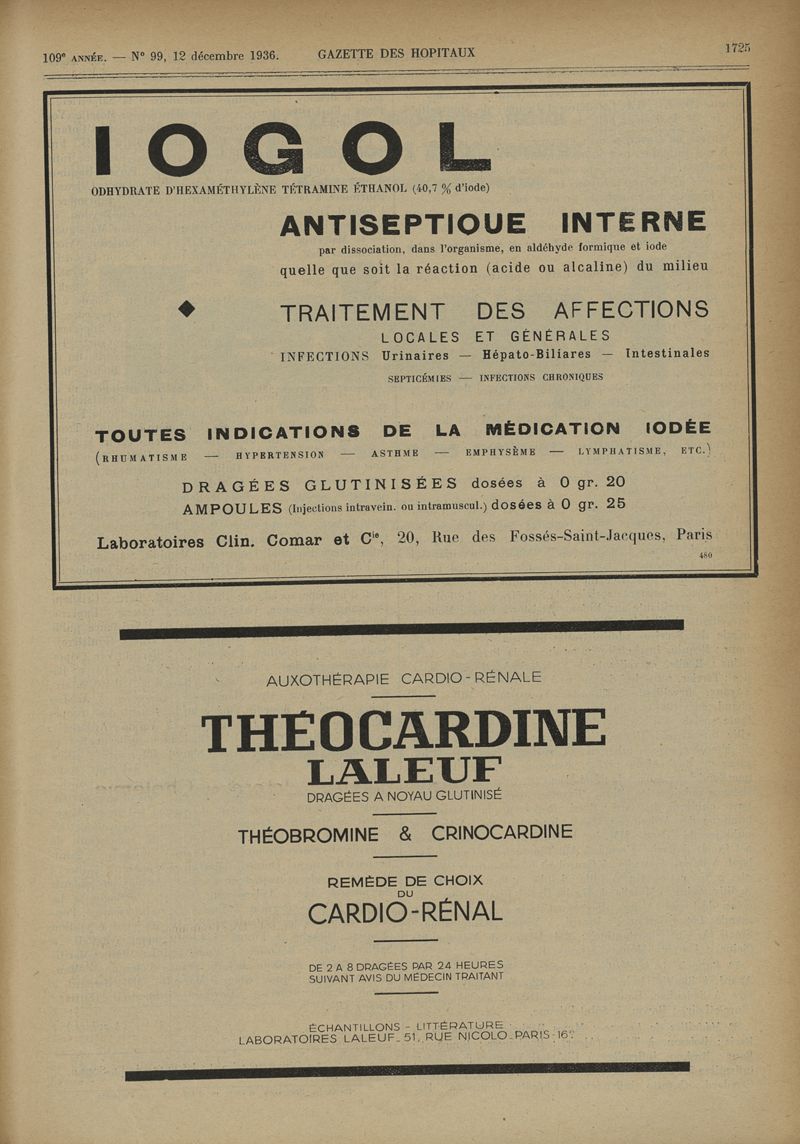 109e ANNÉE. — N° 99, 12 décembre 1936. GAZETTE DES HOPITAUX 1725
IOGOL
ODHYDRATE D'HEXAMÉTHYLÈNE TÉTRAMINE ÉTHANOL (40,7 % d'iode)
ANTISEPTIQUE INTERNE
par dissociation, dans l'organisme, en aldéhyde formique et iode
quelle que soit la réaction (acide ou alcaline) du milieu
◆ TRAITEMENT DES AFFECTIONS
LOCALES ET GÉNÉRALES
INFECTIONS Urinaires — Hépato-Biliares — Intestinales
SEPTICÉMIES — INFECTIONS CHRONIQUES
TOUTES INDICATIONS DE LA MÉDICATION IODÉE
(RHUMATISME — HYPERTENSION — ASTHME — EMPHYSÈME — LYMPHATISME, ETC.)
DRAGÉES GLUTINISÉES dosées à 0 gr. 20
AMPOULES (Injections intravein. ou intramuscul.) dosées à 0 gr. 25
Laboratoires Clin. Comar et Cie, 20, Rue des Fossés-Saint-Jacques, Paris
480
AUXOTHÉRAPIE CARDIO-RÉNALE
THÉOCARDINE
LALEUF
DRAGÉES A NOYAU GLUTINISÉ
THÉOBROMINE & CRINOCARDINE
REMÈDE DE CHOIX
DU
CARDIO-RÉNAL
DE 2 A 8 DRAGÉES PAR 24 HEURES
SUIVANT AVIS DU MÉDECIN TRAITANT
ÉCHANTILLONS - LITTÉRATURE
LABORATOIRES LALEUF_51, RUE NICOLO_PARIS-16e